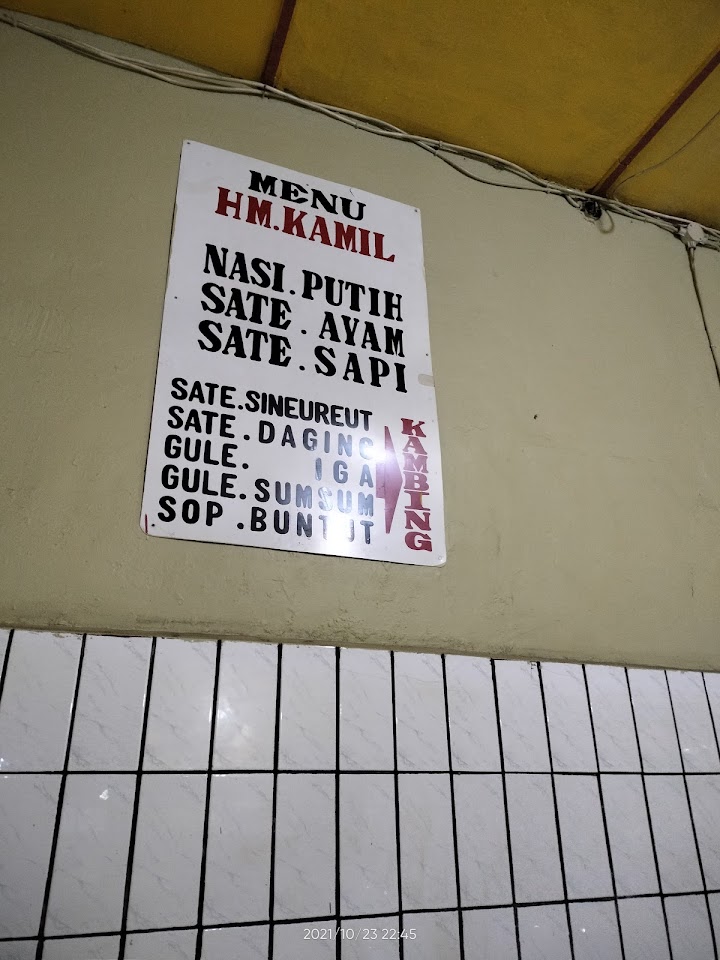 MENU
HM.KAMIL
NASI.PUTIH
SATE.AYAM
SATE.SAPI
SATE.SINEUREUT
SATE.DAGING
GULE. IGA
GULE.SUMSUM
SOP.BUNTUT
KAMBING
2021/10/23 22:45